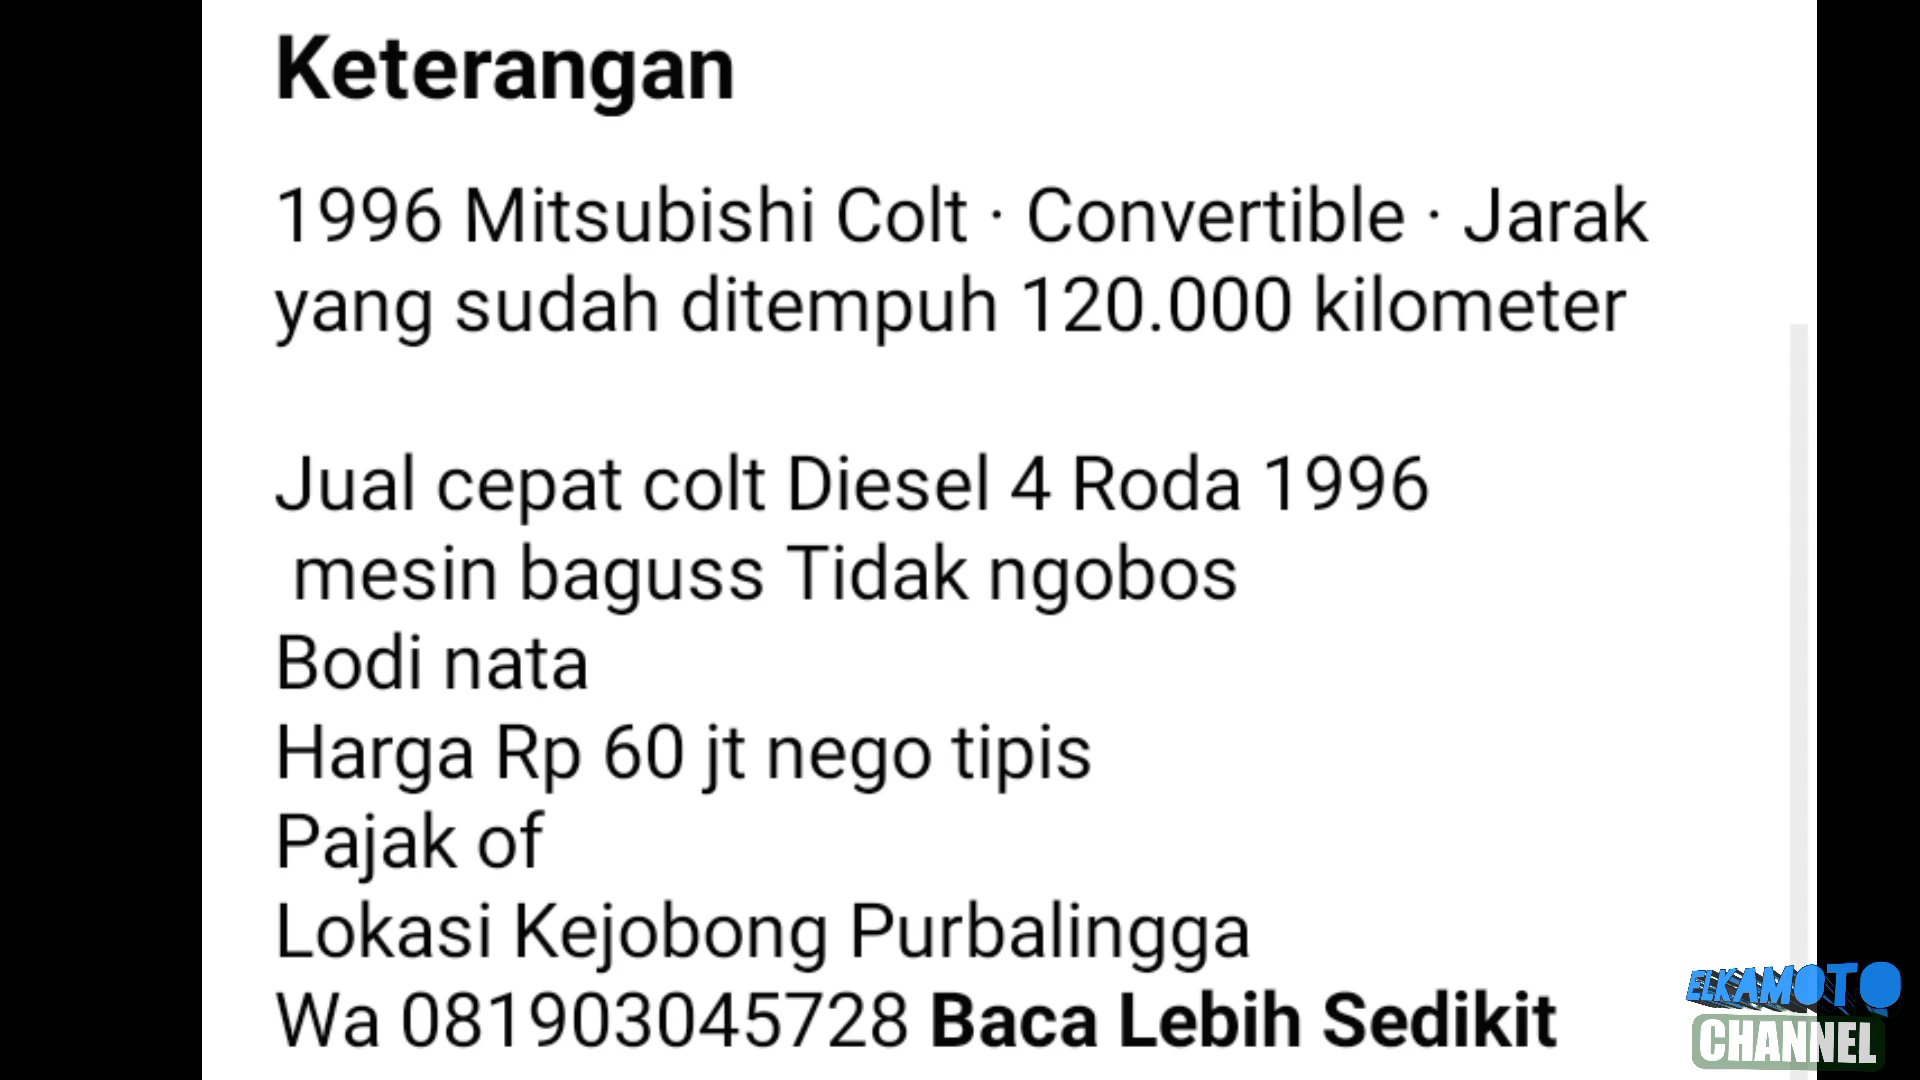 Keterangan
1996 Mitsubishi Colt · Convertible · Jarak
yang sudah ditempuh 120.000 kilometer
Jual cepat colt Diesel 4 Roda 1996
mesin baguss Tidak ngobos
Bodi nata
Harga Rp 60 jt nego tipis
Pajak of
Lokasi Kejobong Purbalingga
Wa 081903045728 Baca Lebih Sedikit
ELKAMOTO
CHANNEL